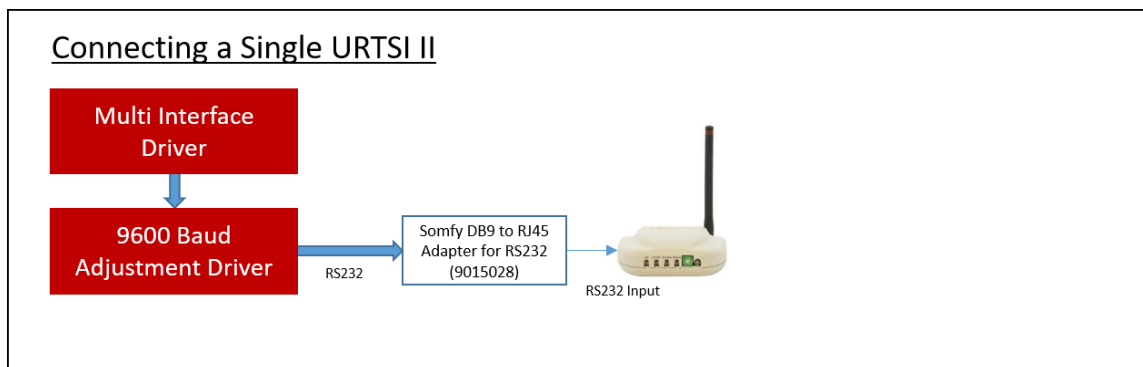 Connecting a Single URTSI II
Multi Interface
Driver
9600 Baud
Adjustment Driver
RS232
Somfy DB9 to RJ45
Adapter for RS232
(9015028)
RS232 Input